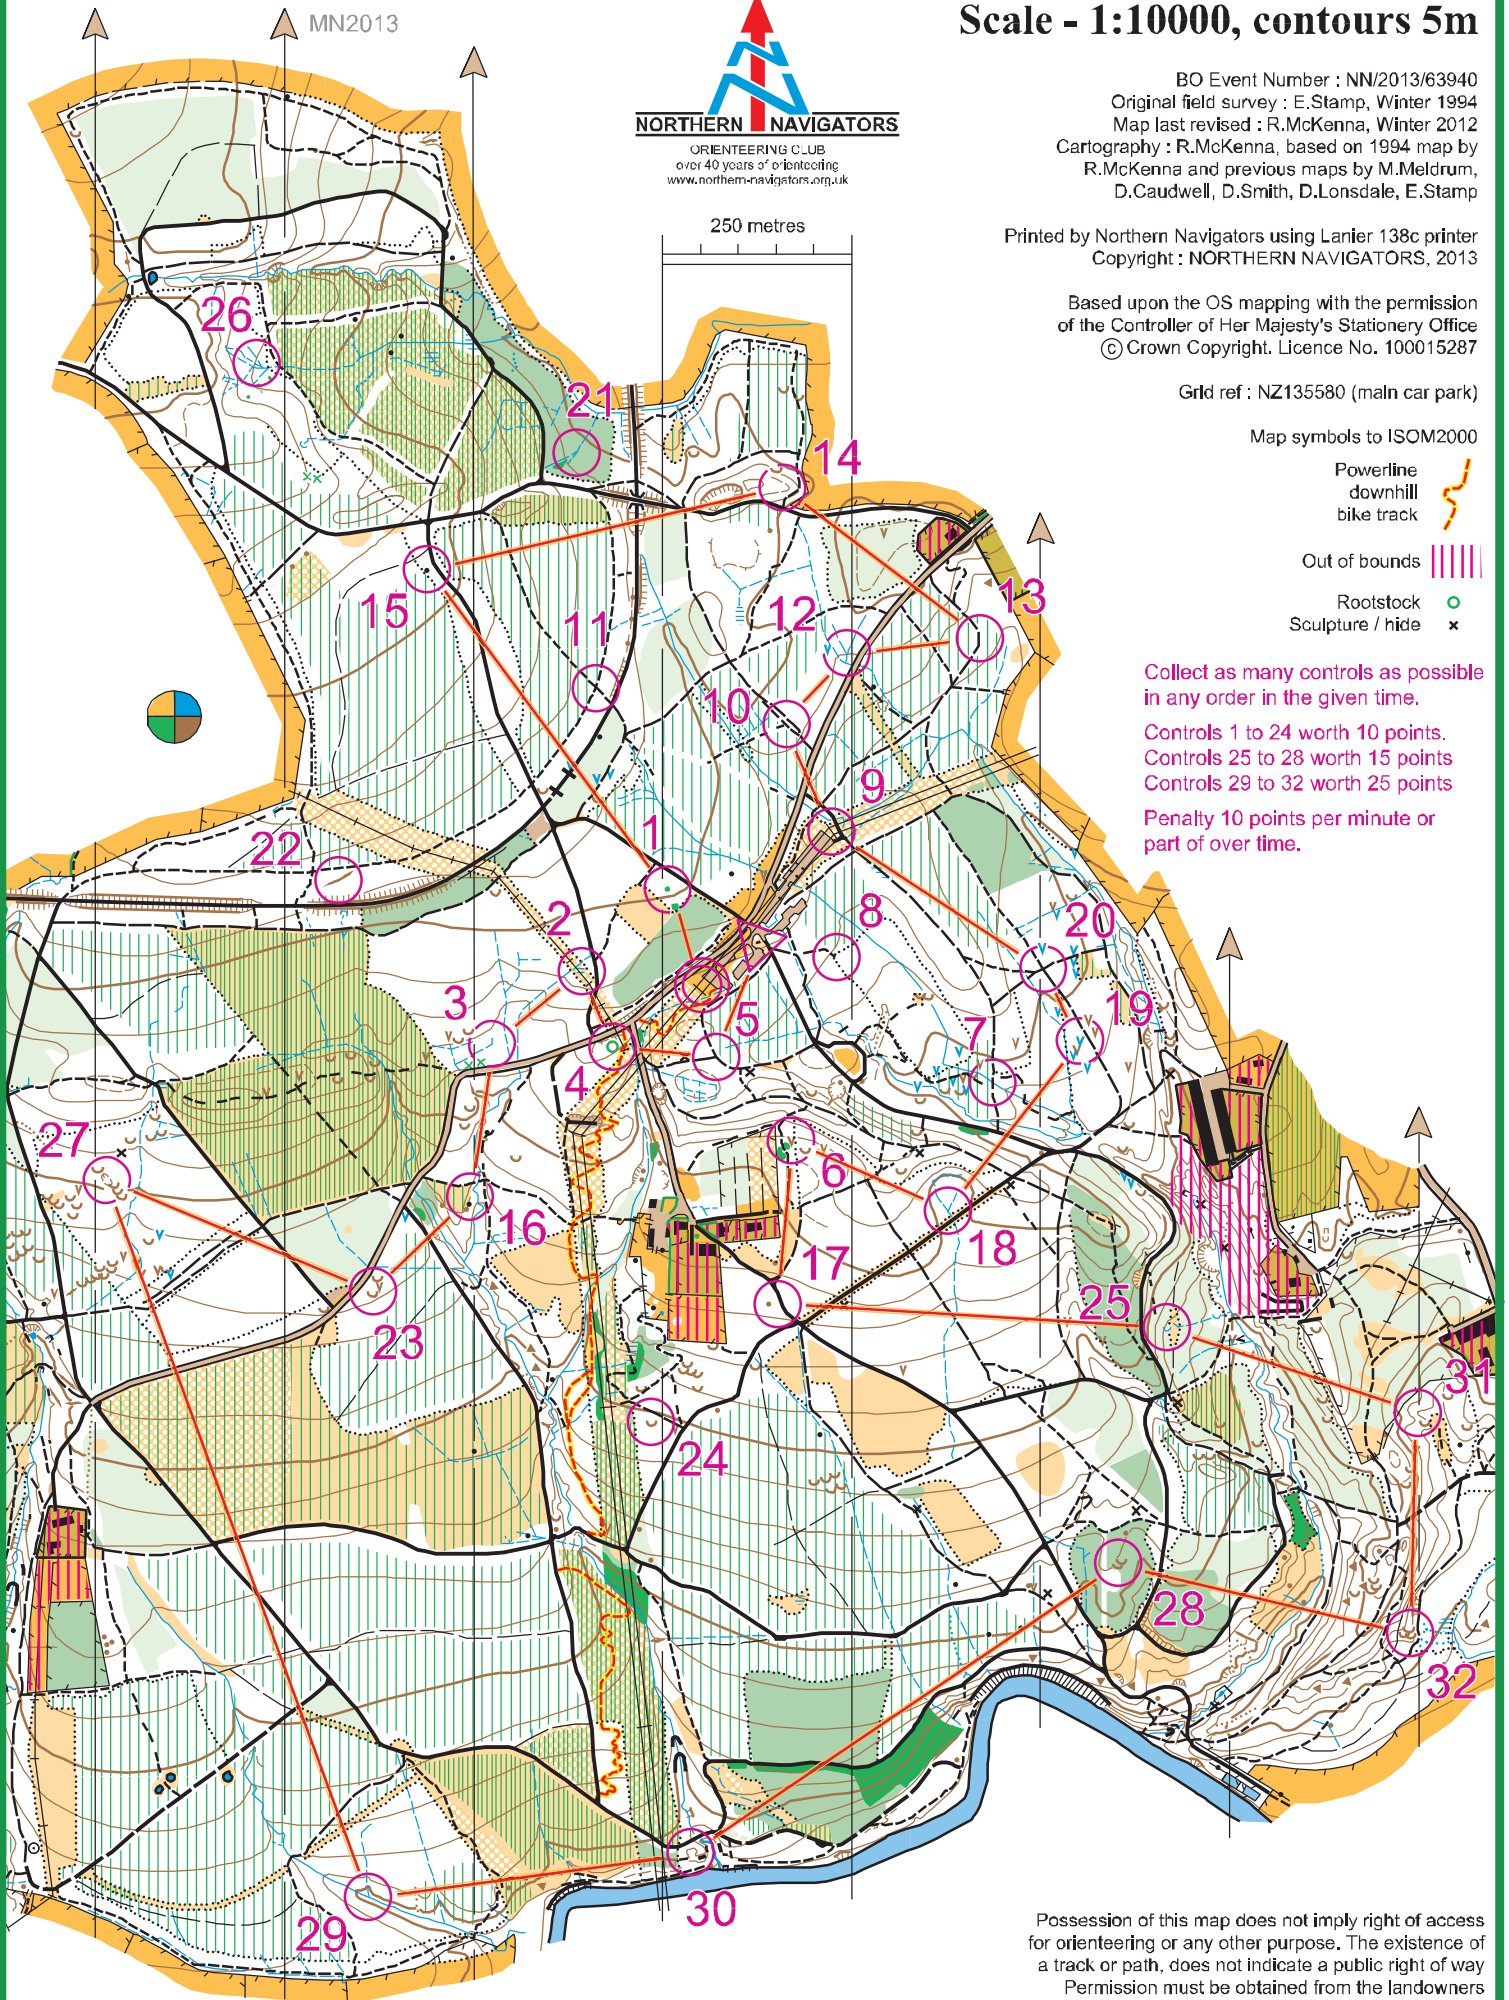 MN2013
Scale - 1:10000, contours 5m
NORTHERN NAVIGATORS
ORIENTEERING CLUB
over 40 years of orienteering
www.northern-navigators.org.uk
BO Event Number : NN/2013/63940
Original field survey : E.Stamp, Winter 1994
Map last revised : R.McKenna, Winter 2012
Cartography : R.McKenna, based on 1994 map by
R.McKenna and previous maps by M.Meldrum,
D.Caudwell, D.Smith, D.Lonsdale, E.Stamp
250 metres
Printed by Northern Navigators using Lanier 138c printer
Copyright : NORTHERN NAVIGATORS, 2013
Based upon the OS mapping with the permission
of the Controller of Her Majesty's Stationery Office
© Crown Copyright. Licence No. 100015287
Grid ref : NZ135580 (main car park)
Map symbols to ISOM2000
Powerline
downhill
bike track
Out of bounds
Rootstock
Sculpture / hide
Collect as many controls as possible
in any order in the given time.
Controls 1 to 24 worth 10 points.
Controls 25 to 28 worth 15 points
Controls 29 to 32 worth 25 points
Penalty 10 points per minute or
part of over time.
26
21
14
15
11
12
13
10
9
22
1
2
8
20
3
5
19
4
7
27
6
16
18
17
25
23
31
24
28
32
30
29
Possession of this map does not imply right of access
for orienteering or any other purpose. The existence of
a track or path, does not indicate a public right of way
Permission must be obtained from the landowners